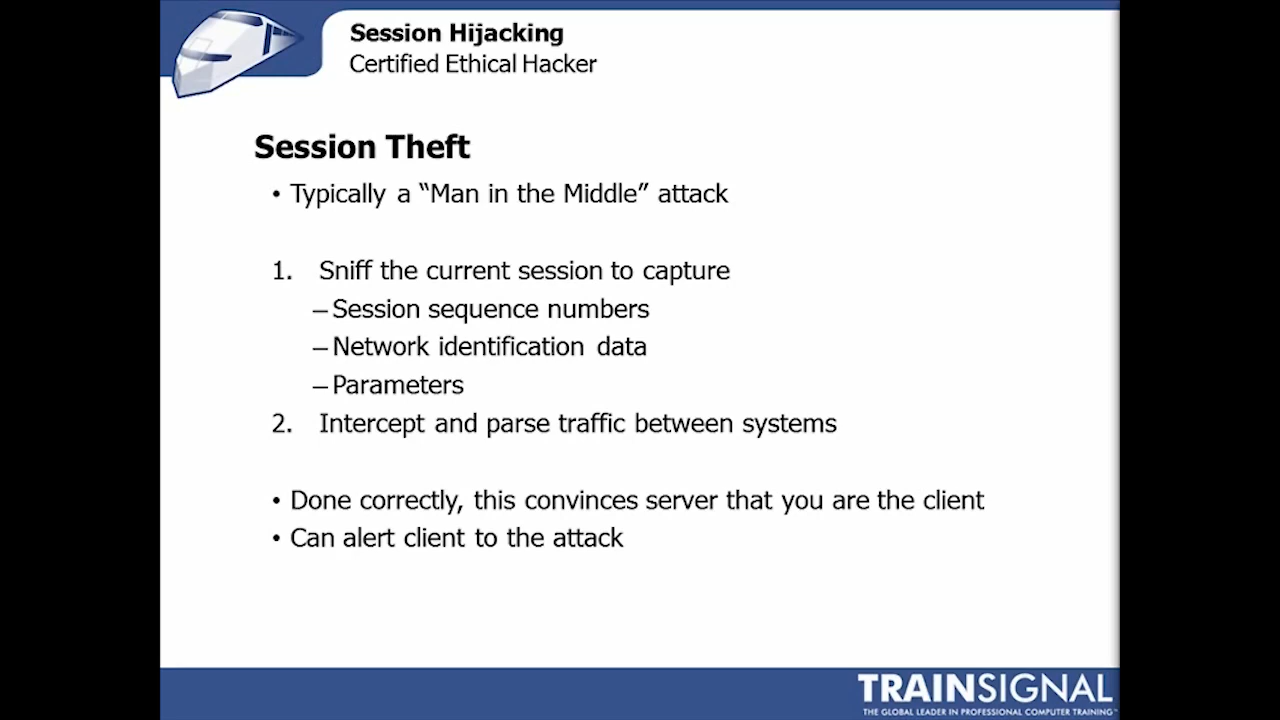 Session Hijacking
Certified Ethical Hacker
Session Theft
• Typically a “Man in the Middle” attack
1. Sniff the current session to capture
– Session sequence numbers
– Network identification data
– Parameters
2. Intercept and parse traffic between systems
• Done correctly, this convinces server that you are the client
• Can alert client to the attack
TRAINSIGNAL
THE GLOBAL LEADER IN PROFESSIONAL COMPUTER TRAINING